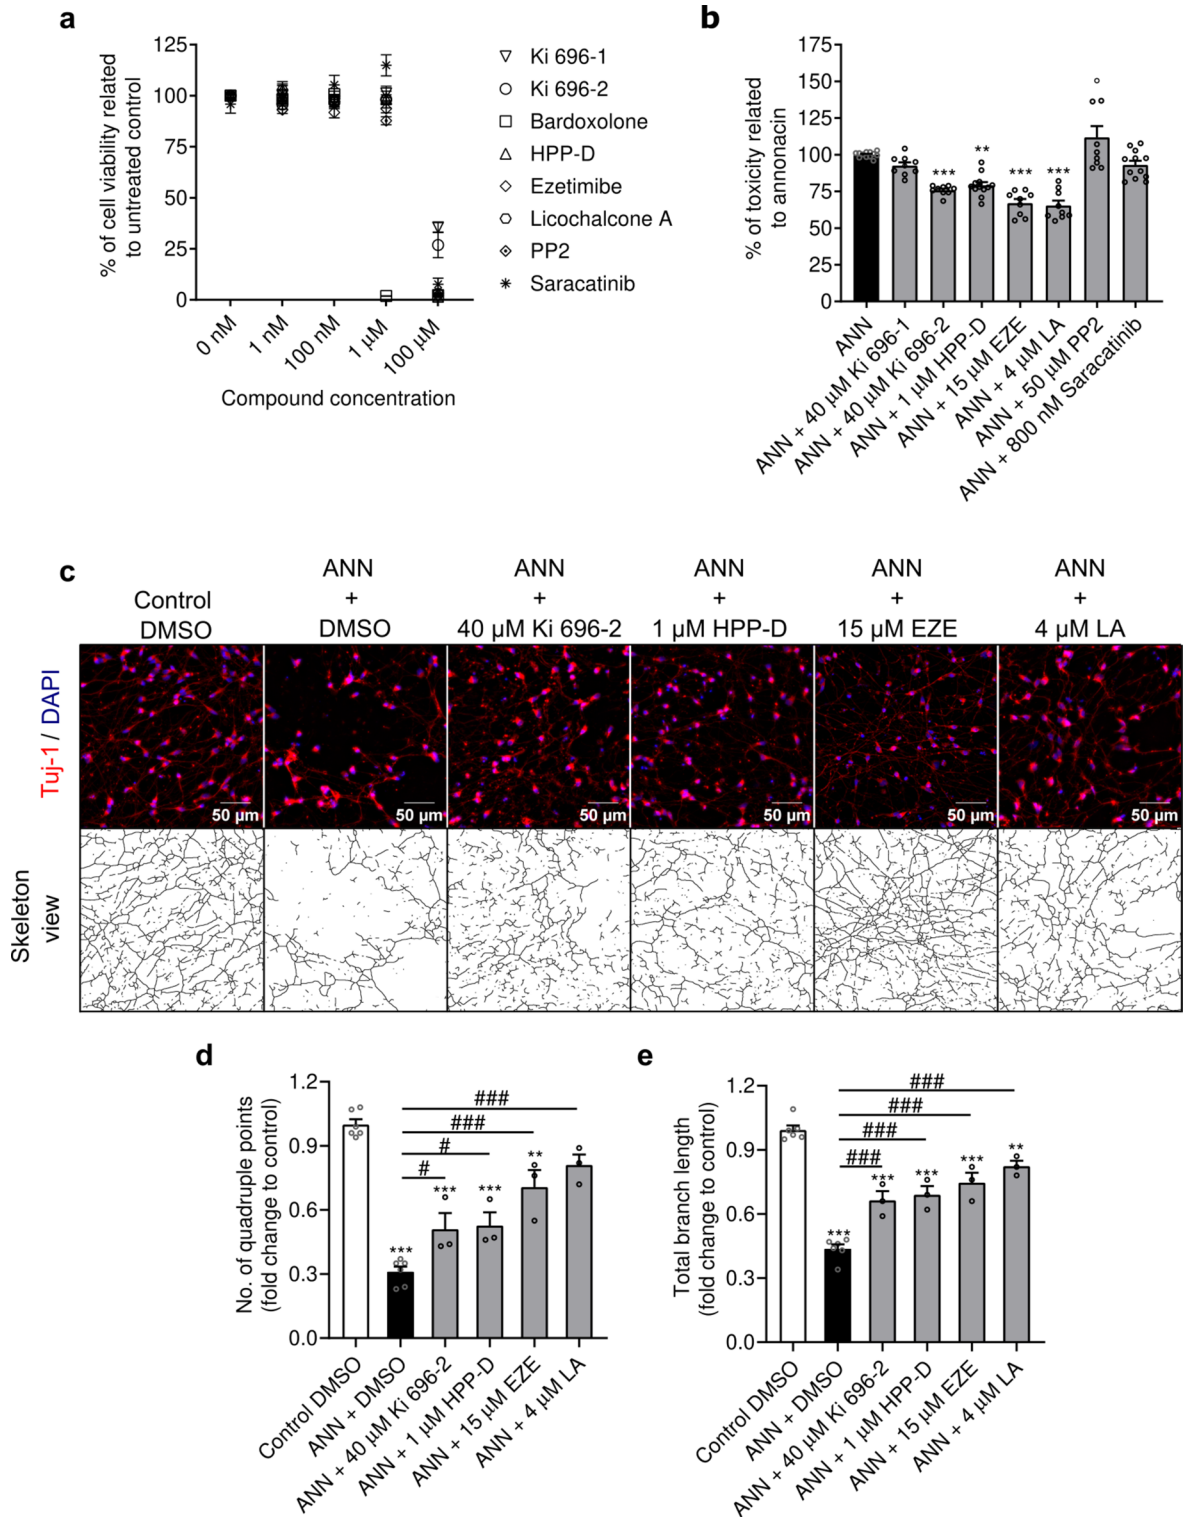 a
% of cell viability related
to untreated control
125
100
75
50
25
0
0 nM
1 nM
100 nM
1 µM
100 µM
Compound concentration
Ki 696-1
Ki 696-2
Bardoxolone
HPP-D
Ezetimibe
Licochalcone A
PP2
Saracatinib
b
% of toxicity related
to annonacin
175
150
125
100
75
50
25
0
***
**
***
***
ANN
ANN + 40 µM Ki 696-1
ANN + 40 µM Ki 696-2
ANN + 1 µM HPP-D
ANN + 15 µM EZE
ANN + 4 µM LA
ANN + 50 µM PP2
ANN + 800 nM Saracatinib
c
Control
DMSO
ANN
+
DMSO
ANN
+
40 µM Ki 696-2
ANN
+
1 µM HPP-D
ANN
+
15 µM EZE
ANN
+
4 µM LA
Tuj-1 / DAPI
50 µm
50 µm
50 µm
50 µm
50 µm
50 µm
Skeleton
view
d
No. of quadruple points
(fold change to control)
1.2
0.9
0.6
0.3
0.0
###
###
#
#
***
***
***
**
Control DMSO
ANN + DMSO
ANN + 40 µM Ki 696-2
ANN + 1 µM HPP-D
ANN + 15 µM EZE
ANN + 4 µM LA
e
Total branch length
(fold change to control)
1.2
0.9
0.6
0.3
0.0
###
###
###
###
***
***
***
***
**
Control DMSO
ANN + DMSO
ANN + 40 µM Ki 696-2
ANN + 1 µM HPP-D
ANN + 15 µM EZE
ANN + 4 µM LA